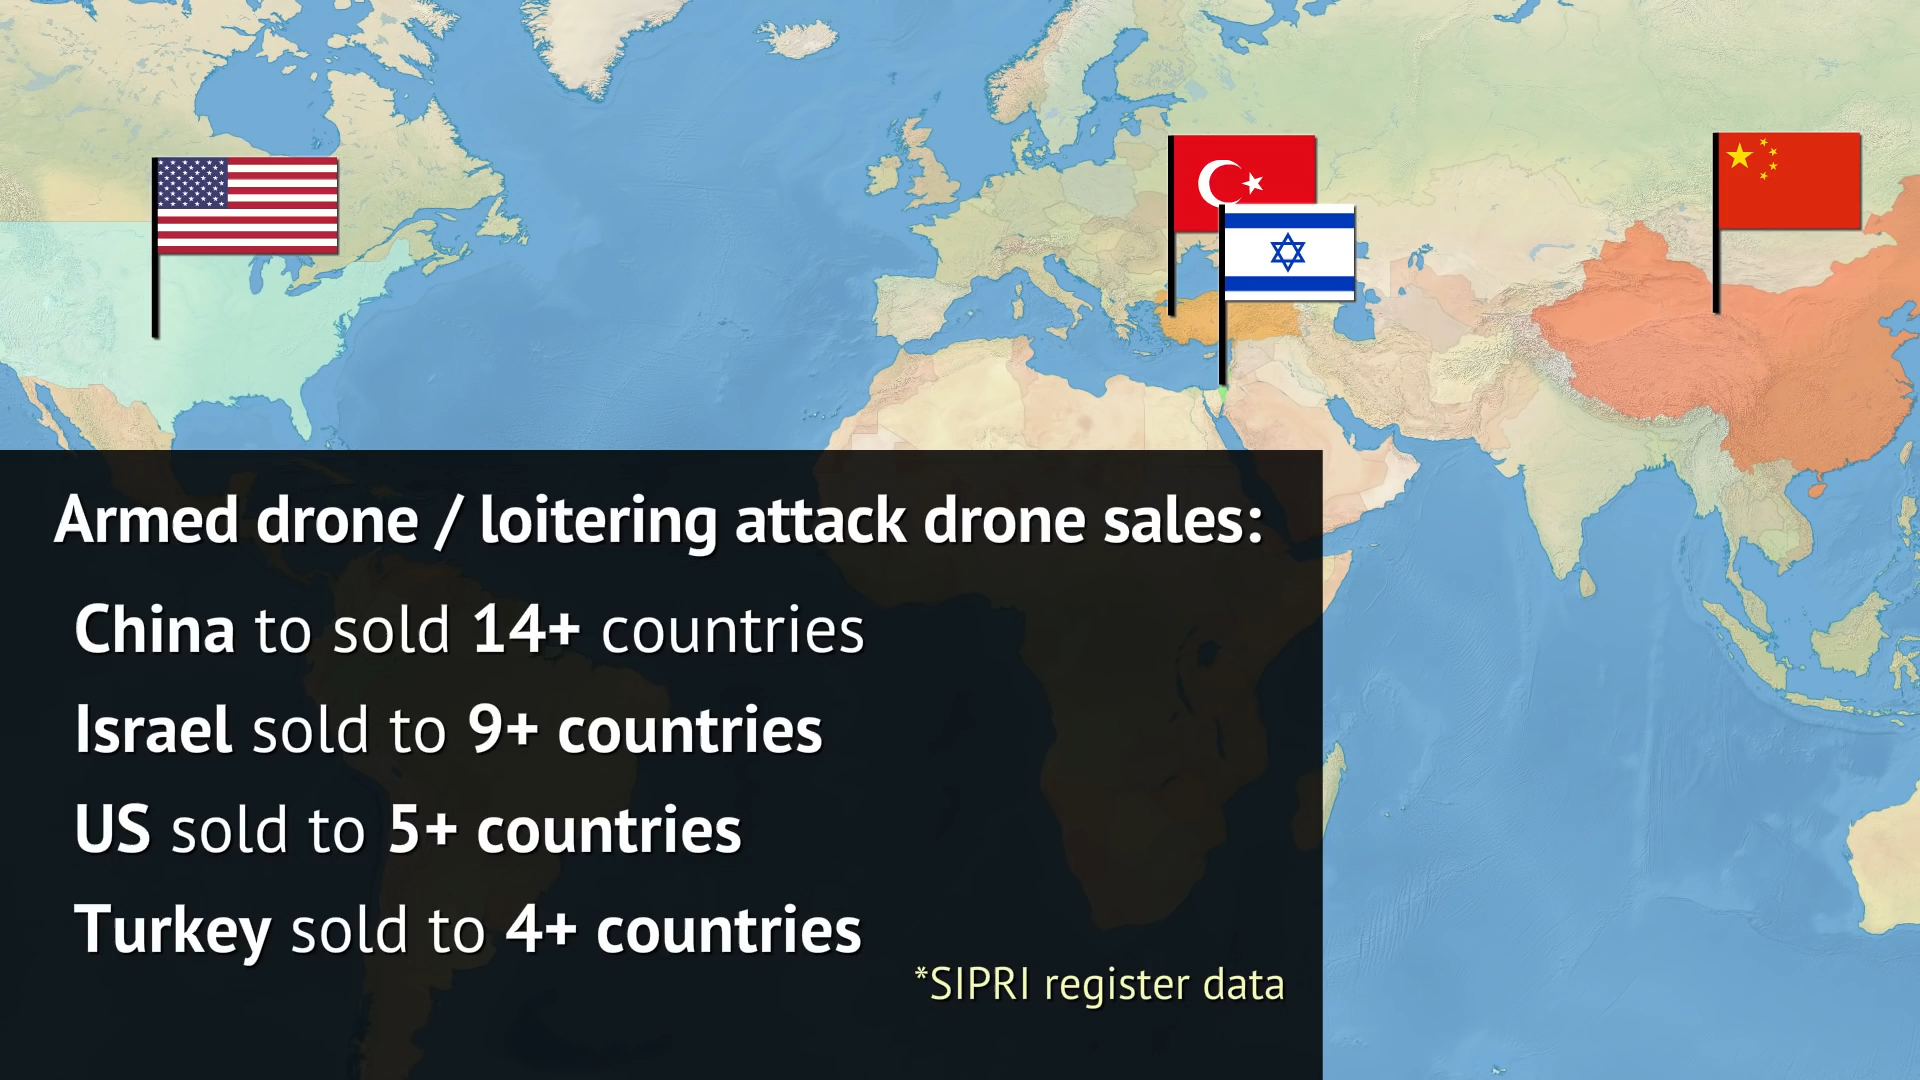 Armed drone / loitering attack drone sales:
China to sold 14+ countries
Israel sold to 9+ countries
US sold to 5+ countries
Turkey sold to 4+ countries
*SIPRI register data